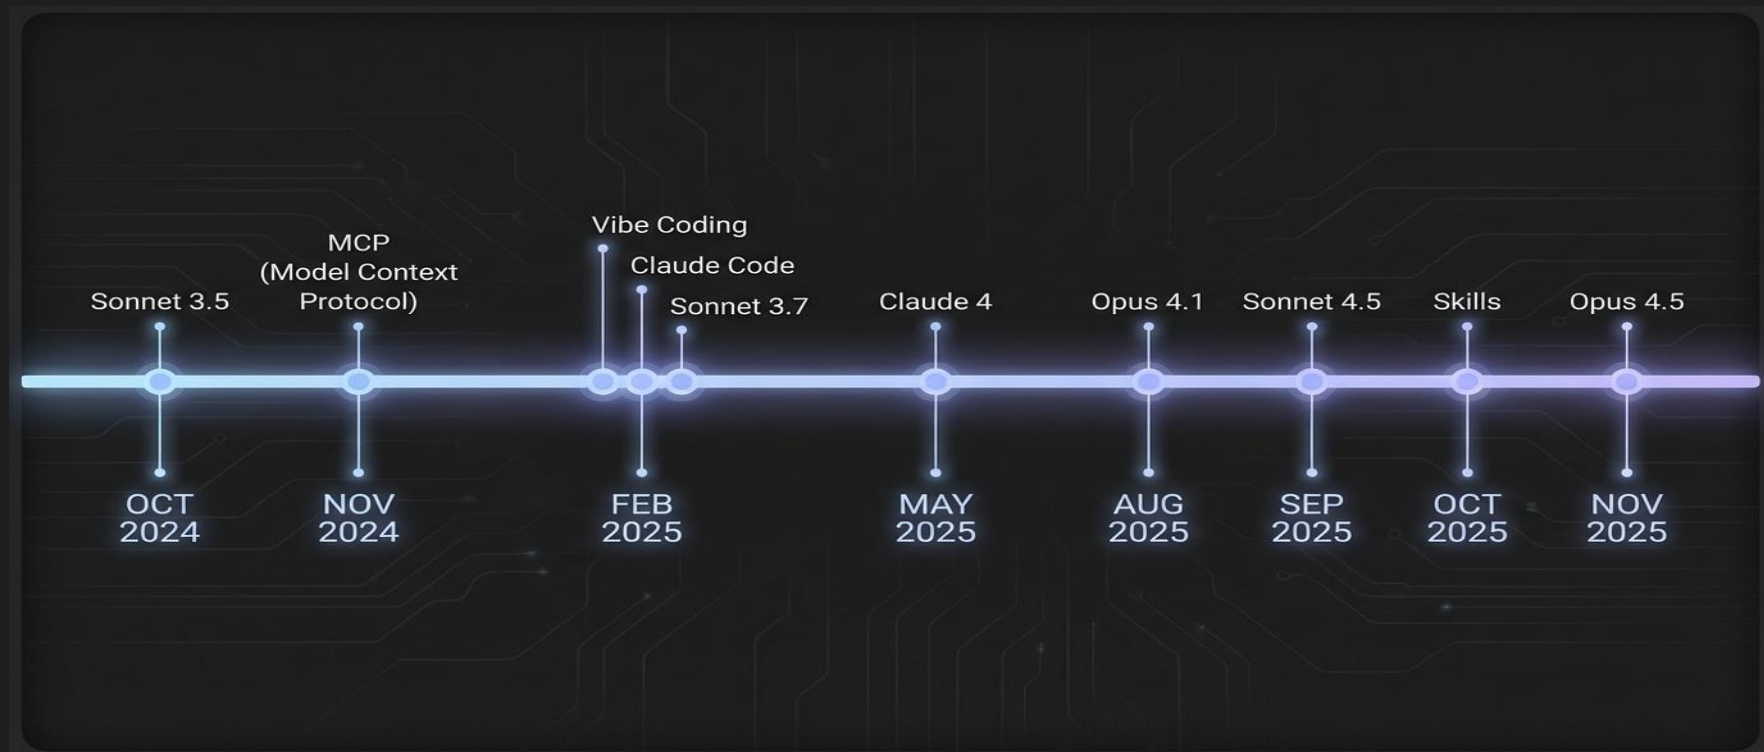 Vibe Coding
MCP
(Model Context
Protocol)
Claude Code
Sonnet 3.5
Sonnet 3.7
Claude 4
Opus 4.1
Sonnet 4.5
Skills
Opus 4.5
OCT
2024
NOV
2024
FEB
2025
MAY
2025
AUG
2025
SEP
2025
OCT
2025
NOV
2025